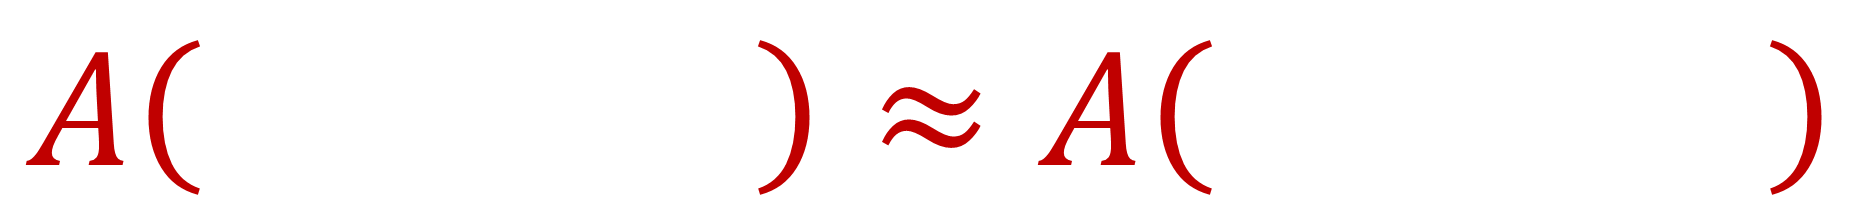 A(        ) ≈ A(        )